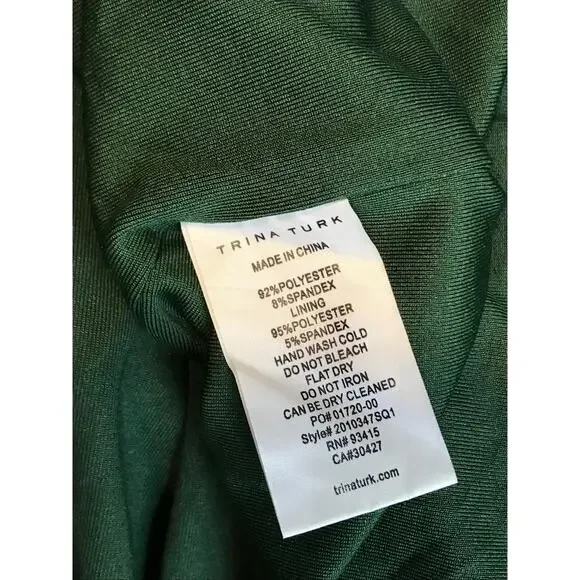 TRINA TURK
MADE IN CHINA
92%POLYESTER
8%SPANDEX
LINING
95%POLYESTER
5%SPANDEX
HAND WASH COLD
DO NOT BLEACH
FLAT DRY
DO NOT IRON
CAN BE DRY CLEANED
PO# 01720-00
Style# 2010347SQ1
RN# 93415
CA#30427
trinaturk.com